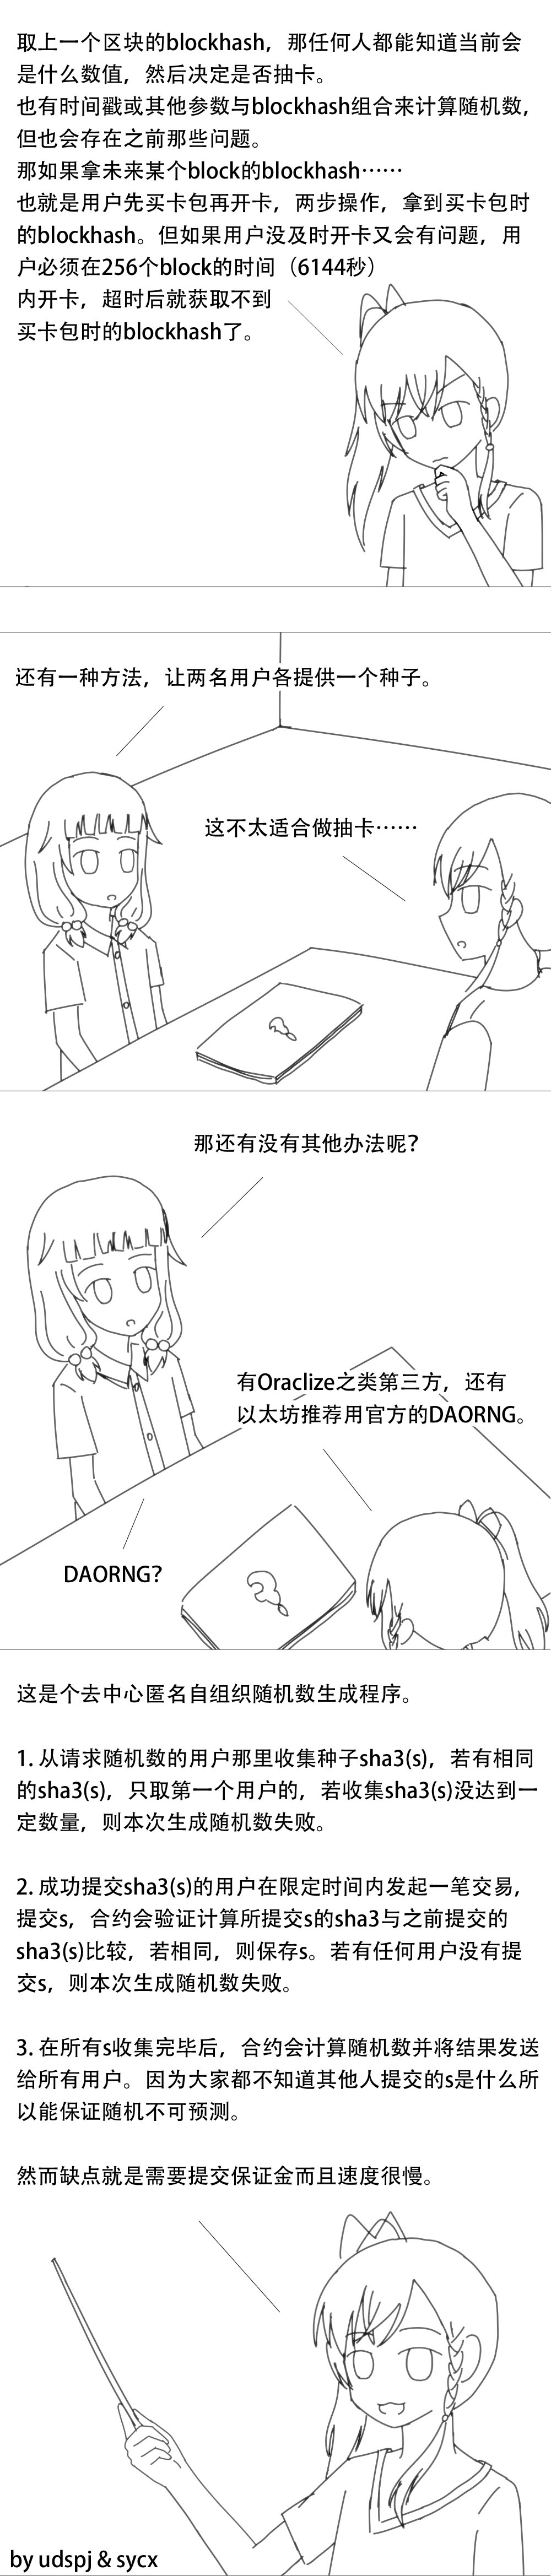 取上一个区块的blockhash，那任何人都能知道当前会
是什么数值，然后决定是否抽卡。
也有时间戳或其他参数与blockhash组合来计算随机数，
但也会存在之前那些问题。
那如果拿未来某个block的blockhash……
也就是用户先买卡包再开卡，两步操作，拿到买卡包时
的blockhash。但如果用户没及时开卡又会有问题，用
户必须在256个block的时间（6144秒）
内开卡，超时后就获取不到
买卡包时的blockhash了。
还有一种方法，让两名用户各提供一个种子。
这不太适合做抽卡……
那还有没有其他办法呢？
有Oraclize之类第三方，还有
以太坊推荐用官方的DAORNG。
DAORNG？
这是个去中心匿名自组织随机数生成程序。
1. 从请求随机数的用户那里收集种子sha3(s)，若有相同
的sha3(s)，只取第一个用户的，若收集sha3(s)没达到一
定数量，则本次生成随机数失败。
2. 成功提交sha3(s)的用户在限定时间内发起一笔交易，
提交s，合约会验证计算所提交s的sha3与之前提交的
sha3(s)比较，若相同，则保存s。若有任何用户没有提
交s，则本次生成随机数失败。
3. 在所有s收集完毕后，合约会计算随机数并将结果发送
给所有用户。因为大家都不知道其他人提交的s是什么所
以能保证随机不可预测。
然而缺点就是需要提交保证金而且速度很慢。
by udspj & sycx